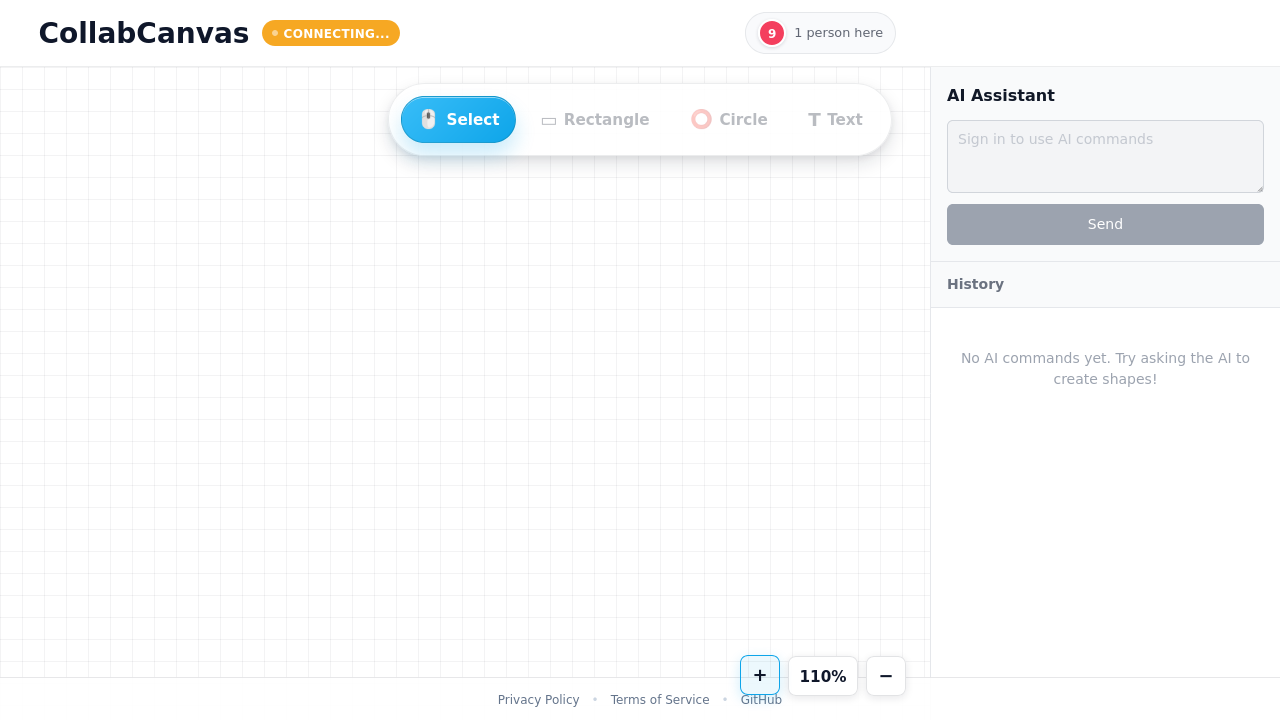 CollabCanvas
CONNECTING...
9
1 person here
Select
Rectangle
Circle
Text
AI Assistant
Sign in to use AI commands
Send
History
No AI commands yet. Try asking the AI to
create shapes!
+
110%
−
Privacy Policy • Terms of Service • GitHub